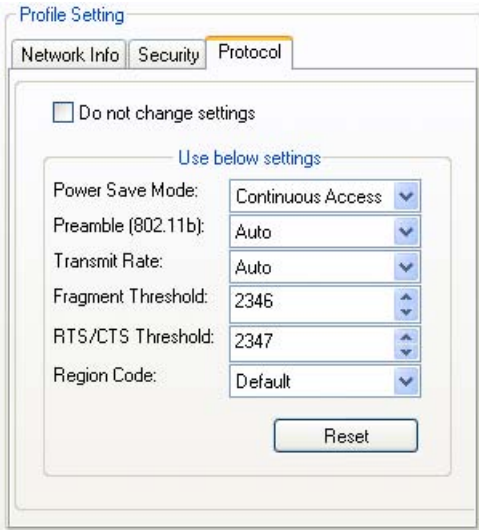 Profile Setting
Network Info Security Protocol
Do not change settings
Use below settings
Power Save Mode: Continuous Access
Preamble (802.11b): Auto
Transmit Rate: Auto
Fragment Threshold: 2346
RTS/CTS Threshold: 2347
Region Code: Default
Reset